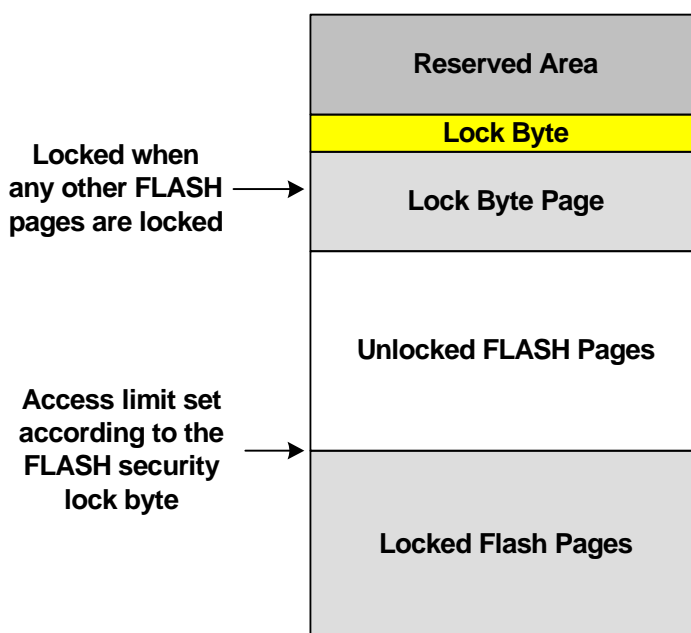 Reserved Area
Lock Byte
Locked when
any other FLASH
pages are locked
Lock Byte Page
Unlocked FLASH Pages
Access limit set
according to the
FLASH security
lock byte
Locked Flash Pages